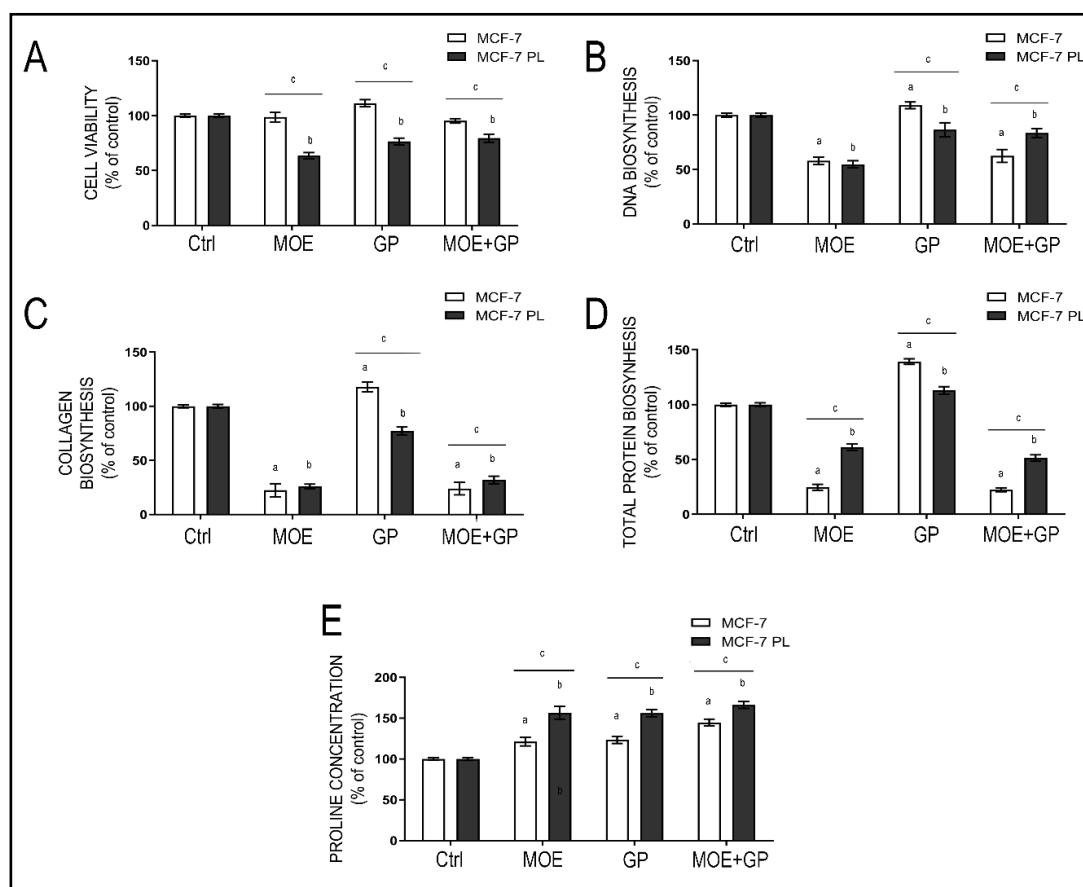 A
MCF-7
MCF-7 PL
CELL VIABILITY
(% of control)
150
100
50
0
c
c
c
b
b
b
Ctrl
MOE
GP
MOE+GP
B
MCF-7
MCF-7 PL
DNA BIOSYNTHESIS
(% of control)
150
100
50
0
c
c
a
b
a
b
Ctrl
MOE
GP
MOE+GP
C
MCF-7
MCF-7 PL
COLLAGEN
BIOSYNTHESIS
(% of control)
150
100
50
0
c
c
a
b
a
b
a
b
Ctrl
MOE
GP
MOE+GP
D
MCF-7
MCF-7 PL
TOTAL PROTEIN BIOSYNHESIS
(% of control)
150
100
50
0
c
c
c
a
b
a
b
a
b
Ctrl
MOE
GP
MOE+GP
E
MCF-7
MCF-7 PL
PROLINE CONCENTRATION
(% of control)
200
150
100
50
0
c
c
c
a
b
a
b
a
b
b
Ctrl
MOE
GP
MOE+GP